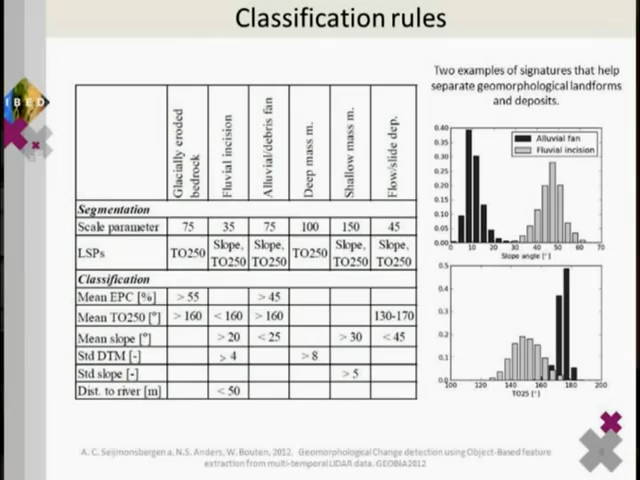 Classification rules
IBED
Two examples of signatures that help
separate geomorphological landforms
and deposits.
Glacially eroded bedrock
Fluvial incision
Alluvial/debris fan
Deep mass m.
Shallow mass m.
Flow/slide dep.
Segmentation
Scale parameter 75 35 75 100 150 45
LSPs TO250 Slope, TO250 Slope, TO250 TO250 Slope, TO250 Slope, TO250
Classification
Mean EPC [%] > 55 > 45
Mean TO250 [°] > 160 < 160 > 160 130-170
Mean slope [°] > 20 < 25 > 30 < 45
Std DTM [-] > 4 > 8
Std slope [-] > 5
Dist. to river [m] < 50
Alluvial fan
Fluvial incision
0.40
0.35
0.30
0.25
0.20
0.15
0.10
0.05
0.00
0 10 20 30 40 50 60 70
Slope angle [°]
0.5
0.4
0.3
0.2
0.1
0.0
100 120 140 160 180 200
TO25 [°]
A. C. Seijmonsbergen a, N.S. Anders, W. Bouten, 2012. Geomorphological Change detection using Object-Based feature
extraction from multi-temporal LiDAR data, GEOBIA2012